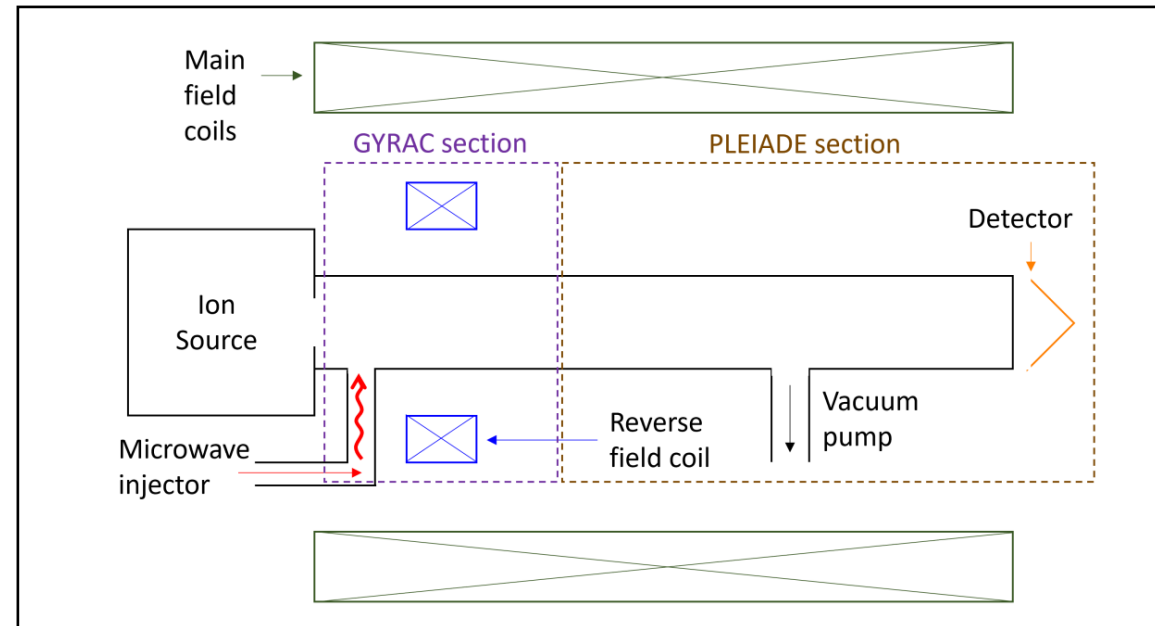 Main
field
coils
GYRAC section
PLEIADE section
Detector
Ion
Source
Microwave
injector
Reverse
field coil
Vacuum
pump